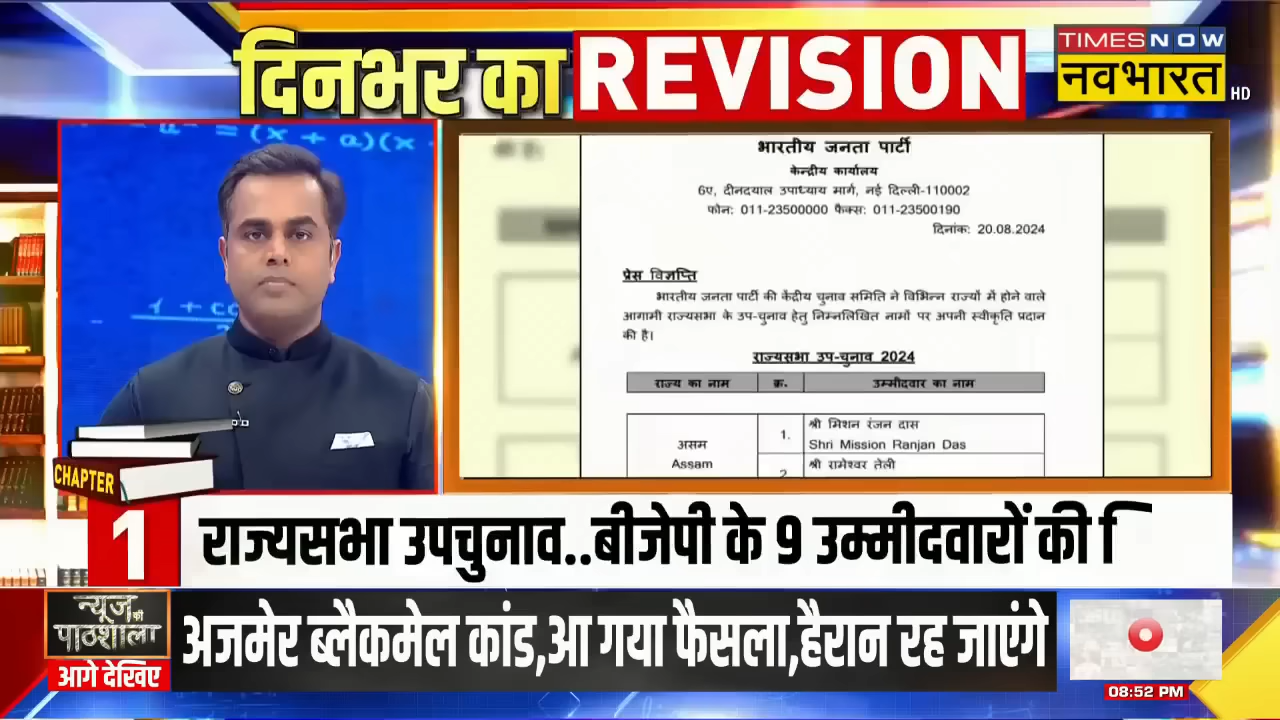 दिनभर का REVISION
TIMES NOW
नवभारत
HD
= (x + a)(x
भारतीय जनता पार्टी
केन्द्रीय कार्यालय
6ए, दीनदयाल उपाध्याय मार्ग, नई दिल्ली-110002
फोन: 011-23500000 फैक्स: 011-23500190
दिनांक: 20.08.2024
प्रेस विज्ञप्ति
भारतीय जनता पार्टी की केंद्रीय चुनाव समिति ने विभिन्न राज्यों में होने वाले
आगामी राज्यसभा के उप-चुनाव हेतु निम्नलिखित नामों पर अपनी स्वीकृति प्रदान
की है।
राज्यसभा उप-चुनाव 2024
राज्य का नाम क्र. उम्मीदवार का नाम
असम
Assam
1. श्री मिशन रंजन दास
Shri Mission Ranjan Das
2 श्री रामेश्वर तेली
CHAPTER
1
राज्यसभा उपचुनाव..बीजेपी के 9 उम्मीदवारों की
न्यूज की
पाठशाला
आगे देखिए
अजमेर ब्लैकमेल कांड,आ गया फैसला,हैरान रह जाएंगे
08:52 PM